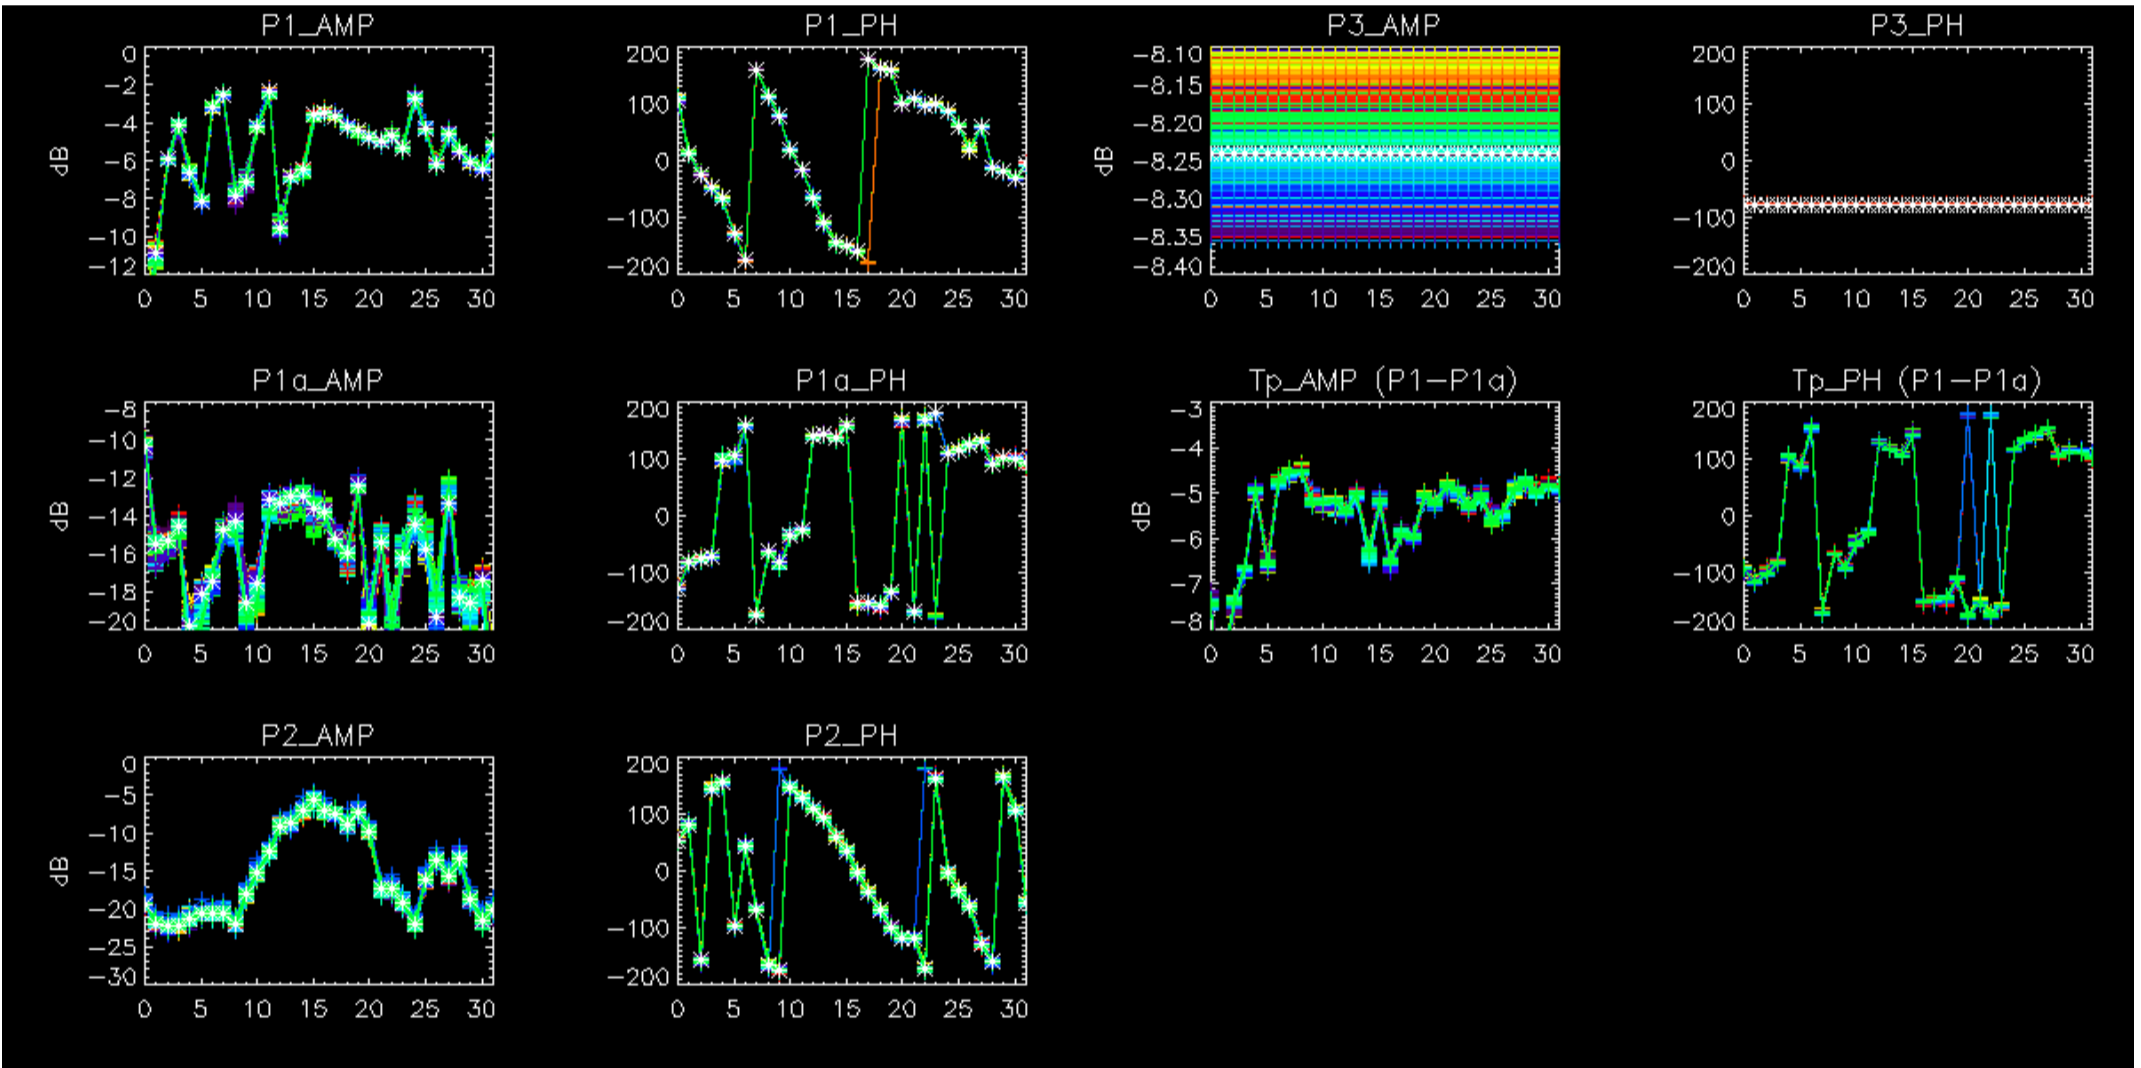 P1_AMP
P1_PH
P3_AMP
P3_PH
dB
0
−2
−4
−6
−8
−10
−12
0 5 10 15 20 25 30
200
100
0
−100
−200
0 5 10 15 20 25 30
dB
−8.10
−8.15
−8.20
−8.25
−8.30
−8.35
−8.40
0 5 10 15 20 25 30
200
100
0
−100
−200
0 5 10 15 20 25 30
P1a_AMP
P1a_PH
Tp_AMP (P1−P1a)
Tp_PH (P1−P1a)
dB
−8
−10
−12
−14
−16
−18
−20
0 5 10 15 20 25 30
200
100
0
−100
−200
0 5 10 15 20 25 30
dB
−3
−4
−5
−6
−7
−8
0 5 10 15 20 25 30
200
100
0
−100
−200
0 5 10 15 20 25 30
P2_AMP
P2_PH
dB
0
−5
−10
−15
−20
−25
−30
0 5 10 15 20 25 30
200
100
0
−100
−200
0 5 10 15 20 25 30